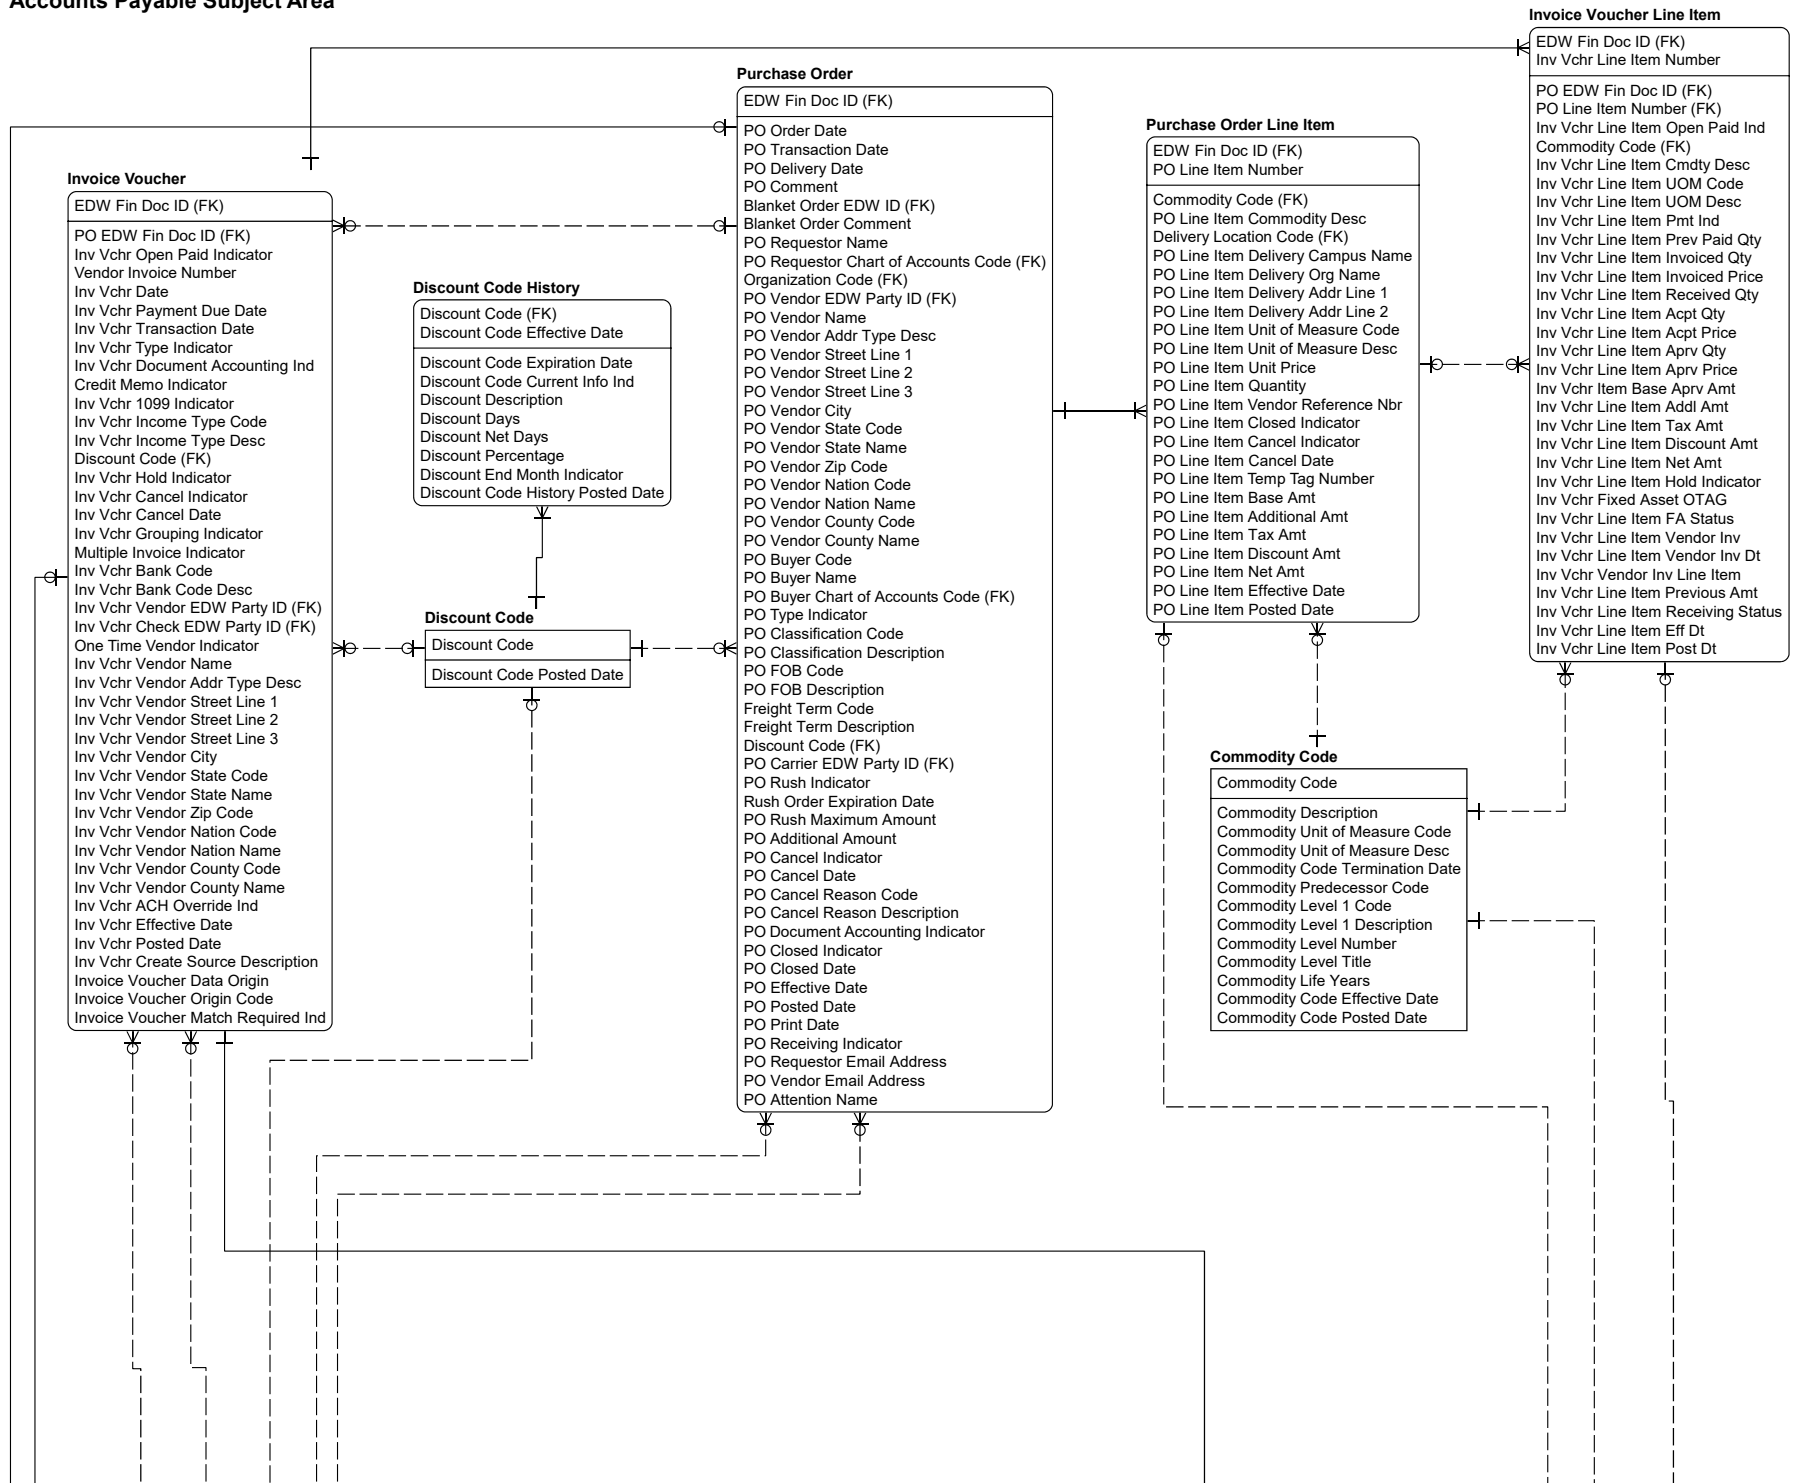 Accounts Payable Subject Area
Invoice Voucher Line Item
EDW Fin Doc ID (FK)
Inv Vchr Line Item Number
PO EDW Fin Doc ID (FK)
PO Line Item Number (FK)
Inv Vchr Line Item Open Paid Ind
Commodity Code (FK)
Inv Vchr Line Item Cmdty Desc
Inv Vchr Line Item UOM Code
Inv Vchr Line Item UOM Desc
Inv Vchr Line Item Pmt Ind
Inv Vchr Line Item Prev Paid Qty
Inv Vchr Line Item Invoiced Qty
Inv Vchr Line Item Invoiced Price
Inv Vchr Line Item Received Qty
Inv Vchr Line Item Acpt Qty
Inv Vchr Line Item Acpt Price
Inv Vchr Line Item Aprv Qty
Inv Vchr Line Item Aprv Price
Inv Vchr Item Base Aprv Amt
Inv Vchr Line Item Addl Amt
Inv Vchr Line Item Tax Amt
Inv Vchr Line Item Discount Amt
Inv Vchr Line Item Net Amt
Inv Vchr Line Item Hold Indicator
Inv Vchr Fixed Asset OTAG
Inv Vchr Line Item FA Status
Inv Vchr Line Item Vendor Inv
Inv Vchr Line Item Vendor Inv Dt
Inv Vchr Vendor Inv Line Item
Inv Vchr Line Item Previous Amt
Inv Vchr Line Item Receiving Status
Inv Vchr Line Item Eff Dt
Inv Vchr Line Item Post Dt
Purchase Order
EDW Fin Doc ID (FK)
PO Order Date
PO Transaction Date
PO Delivery Date
PO Comment
Blanket Order EDW ID (FK)
Blanket Order Comment
PO Requestor Name
PO Requestor Chart of Accounts Code (FK)
Organization Code (FK)
PO Vendor EDW Party ID (FK)
PO Vendor Name
PO Vendor Addr Type Desc
PO Vendor Street Line 1
PO Vendor Street Line 2
PO Vendor Street Line 3
PO Vendor City
PO Vendor State Code
PO Vendor State Name
PO Vendor Zip Code
PO Vendor Nation Code
PO Vendor Nation Name
PO Vendor County Code
PO Vendor County Name
PO Buyer Code
PO Buyer Name
PO Buyer Chart of Accounts Code (FK)
PO Type Indicator
PO Classification Code
PO Classification Description
PO FOB Code
PO FOB Description
Freight Term Code
Freight Term Description
Discount Code (FK)
PO Carrier EDW Party ID (FK)
PO Rush Indicator
Rush Order Expiration Date
PO Rush Maximum Amount
PO Additional Amount
PO Cancel Indicator
PO Cancel Date
PO Cancel Reason Code
PO Cancel Reason Description
PO Document Accounting Indicator
PO Closed Indicator
PO Closed Date
PO Effective Date
PO Posted Date
PO Print Date
PO Receiving Indicator
PO Requestor Email Address
PO Vendor Email Address
PO Attention Name
Purchase Order Line Item
EDW Fin Doc ID (FK)
PO Line Item Number
Commodity Code (FK)
PO Line Item Commodity Desc
Delivery Location Code (FK)
PO Line Item Delivery Campus Name
PO Line Item Delivery Org Name
PO Line Item Delivery Addr Line 1
PO Line Item Delivery Addr Line 2
PO Line Item Unit of Measure Code
PO Line Item Unit of Measure Desc
PO Line Item Unit Price
PO Line Item Quantity
PO Line Item Vendor Reference Nbr
PO Line Item Closed Indicator
PO Line Item Cancel Indicator
PO Line Item Cancel Date
PO Line Item Temp Tag Number
PO Line Item Base Amt
PO Line Item Additional Amt
PO Line Item Tax Amt
PO Line Item Discount Amt
PO Line Item Net Amt
PO Line Item Effective Date
PO Line Item Posted Date
Invoice Voucher
EDW Fin Doc ID (FK)
PO EDW Fin Doc ID (FK)
Inv Vchr Open Paid Indicator
Vendor Invoice Number
Inv Vchr Date
Inv Vchr Payment Due Date
Inv Vchr Transaction Date
Inv Vchr Type Indicator
Inv Vchr Document Accounting Ind
Credit Memo Indicator
Inv Vchr 1099 Indicator
Inv Vchr Income Type Code
Inv Vchr Income Type Desc
Discount Code (FK)
Inv Vchr Hold Indicator
Inv Vchr Cancel Indicator
Inv Vchr Cancel Date
Inv Vchr Grouping Indicator
Multiple Invoice Indicator
Inv Vchr Bank Code
Inv Vchr Bank Code Desc
Inv Vchr Vendor EDW Party ID (FK)
Inv Vchr Check EDW Party ID (FK)
One Time Vendor Indicator
Inv Vchr Vendor Name
Inv Vchr Vendor Addr Type Desc
Inv Vchr Vendor Street Line 1
Inv Vchr Vendor Street Line 2
Inv Vchr Vendor Street Line 3
Inv Vchr Vendor City
Inv Vchr Vendor State Code
Inv Vchr Vendor State Name
Inv Vchr Vendor Zip Code
Inv Vchr Vendor Nation Code
Inv Vchr Vendor Nation Name
Inv Vchr Vendor County Code
Inv Vchr Vendor County Name
Inv Vchr ACH Override Ind
Inv Vchr Effective Date
Inv Vchr Posted Date
Inv Vchr Create Source Description
Invoice Voucher Data Origin
Invoice Voucher Origin Code
Invoice Voucher Match Required Ind
Discount Code History
Discount Code (FK)
Discount Code Effective Date
Discount Code Expiration Date
Discount Code Current Info Ind
Discount Description
Discount Days
Discount Net Days
Discount Percentage
Discount End Month Indicator
Discount Code History Posted Date
Discount Code
Discount Code
Discount Code Posted Date
Commodity Code
Commodity Code
Commodity Description
Commodity Unit of Measure Code
Commodity Unit of Measure Desc
Commodity Code Termination Date
Commodity Predecessor Code
Commodity Level 1 Code
Commodity Level 1 Description
Commodity Level Number
Commodity Level Title
Commodity Life Years
Commodity Code Effective Date
Commodity Code Posted Date